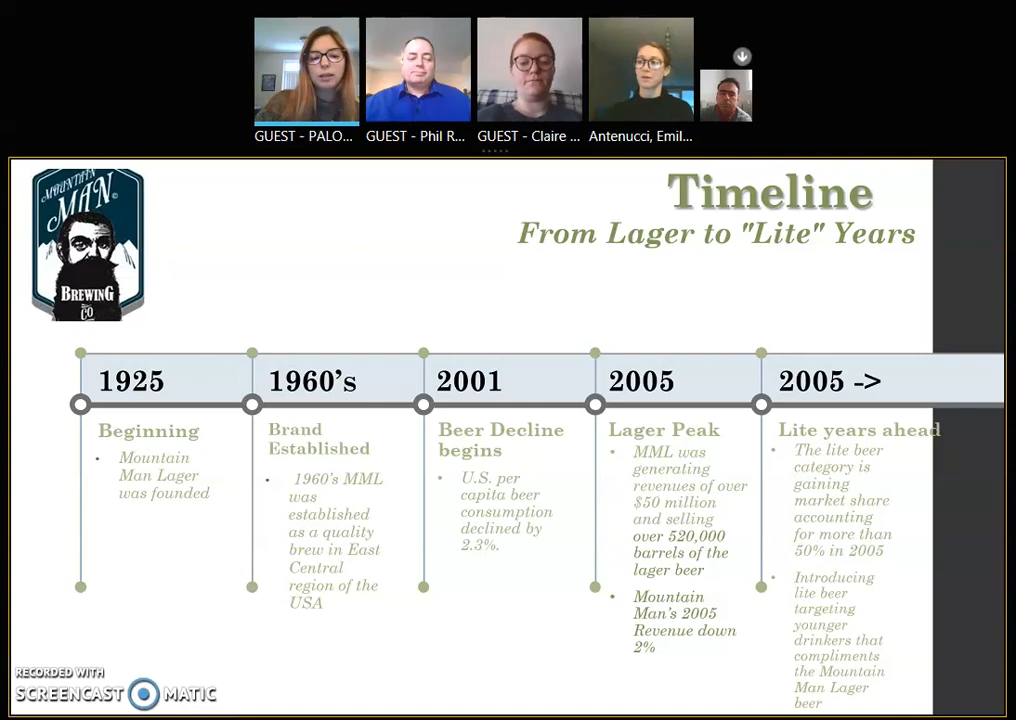 GUEST - PALO...
GUEST - Phil R...
GUEST - Claire ...
Antenucci, Emil...
MOUNTAIN
MAN
BREWING
CO
Timeline
From Lager to "Lite" Years
1925
Beginning
• Mountain
Man Lager
was founded
1960's
Brand
Established
• 1960's MML
was
established
as a quality
brew in East
Central
region of the
USA
2001
Beer Decline
begins
• U.S. per
capita beer
consumption
declined by
2.3%.
2005
Lager Peak
• MML was
generating
revenues of over
$50 million
and selling
over 520,000
barrels of the
lager beer
• Mountain
Man's 2005
Revenue down
2%
2005 ->
Lite years ahead
• The lite beer
category is
gaining
market share
accounting
for more than
50% in 2005
• Introducing
lite beer
targeting
younger
drinkers that
compliments
the Mountain
Man Lager
beer
RECORDED WITH
SCREENCAST MATIC